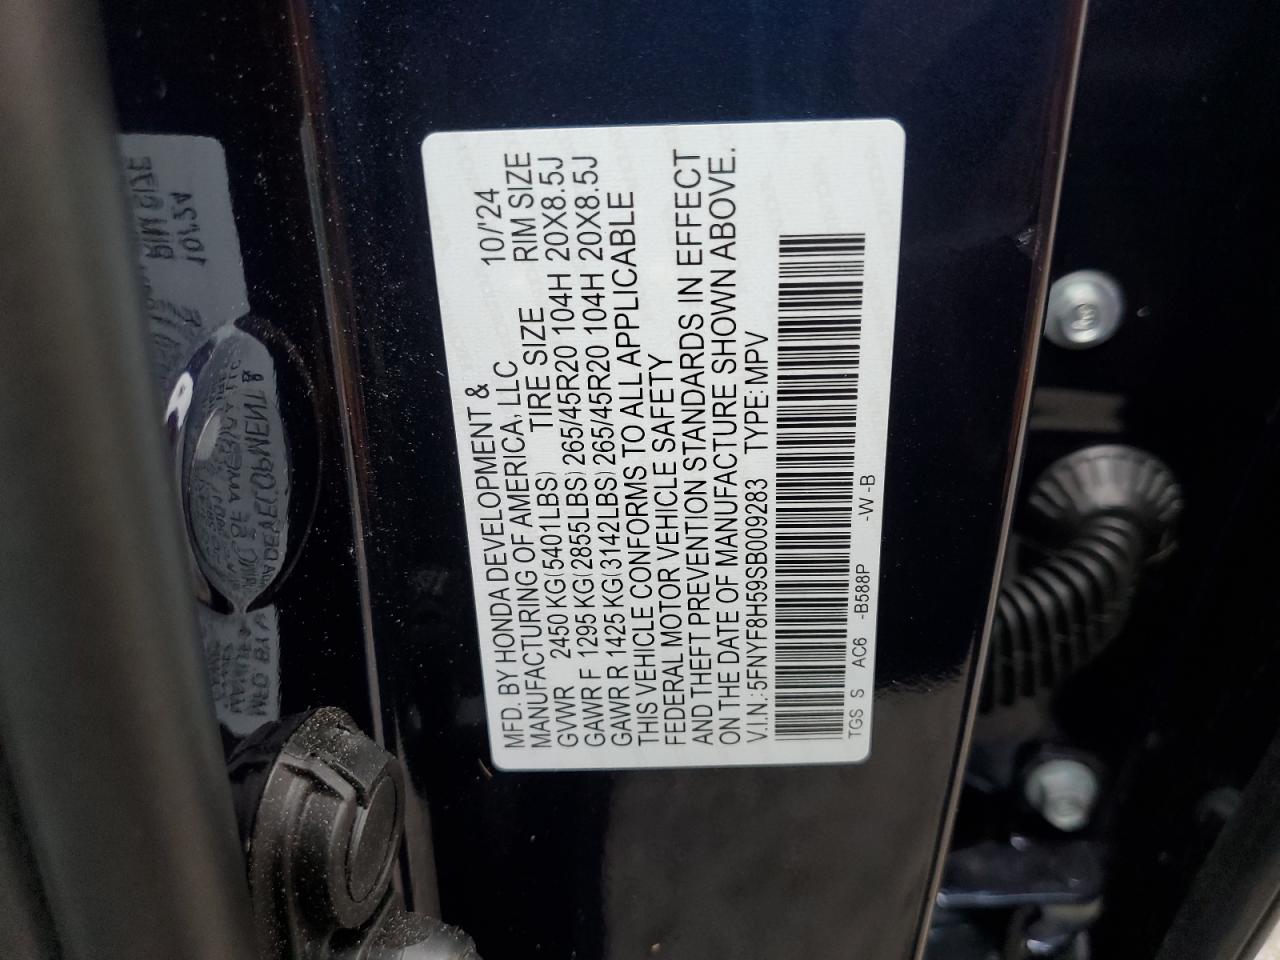 MFD. BY HONDA DEVELOPMENT &
MANUFACTURING OF AMERICA, LLC 10/'24
GVWR 2450 KG(5401LBS) TIRE SIZE RIM SIZE
GAWR F 1295 KG(2855LBS) 265/45R20 104H 20X8.5J
GAWR R 1425 KG(3142LBS) 265/45R20 104H 20X8.5J
THIS VEHICLE CONFORMS TO ALL APPLICABLE
FEDERAL MOTOR VEHICLE SAFETY
AND THEFT PREVENTION STANDARDS IN EFFECT
ON THE DATE OF MANUFACTURE SHOWN ABOVE.
V.I.N.: 5FNYF8H59SB009283 TYPE: MPV
TGS S AC6 -B588P -W -B